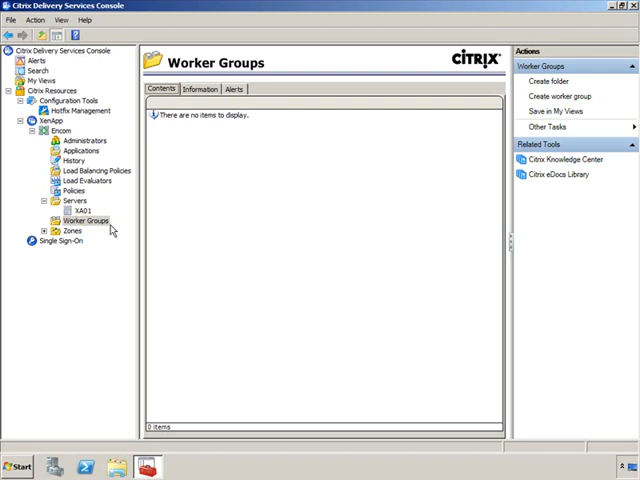 Citrix Delivery Services Console
File Action View Help
Citrix Delivery Services Console
Alerts
Search
My Views
Citrix Resources
Configuration Tools
Hotfix Management
XenApp
Encom
Administrators
Applications
History
Load Balancing Policies
Load Evaluators
Policies
Servers
XA01
Worker Groups
Zones
Single Sign-On
Worker Groups
CITRIX
Contents Information Alerts
There are no items to display.
0 items
Actions
Worker Groups
Create folder
Create worker group
Save in My Views
Other Tasks
Related Tools
Citrix Knowledge Center
Citrix eDocs Library
Start